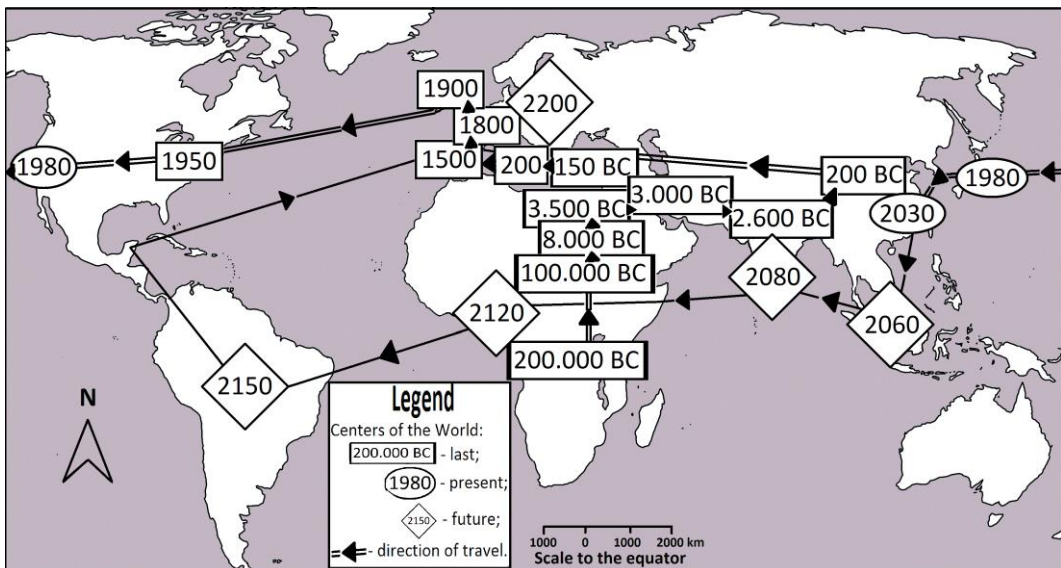 1900
2200
1800
1980
1950
1500
200
150 BC
200 BC
1980
3.000 BC
3.500 BC
2.600 BC
2030
8.000 BC
100.000 BC
2080
2120
2060
200.000 BC
2150
N
Legend
Centers of the World:
200.000 BC - last;
1980 - present;
2150 - future;
- direction of travel.
1000 0 1000 2000 km
Scale to the equator